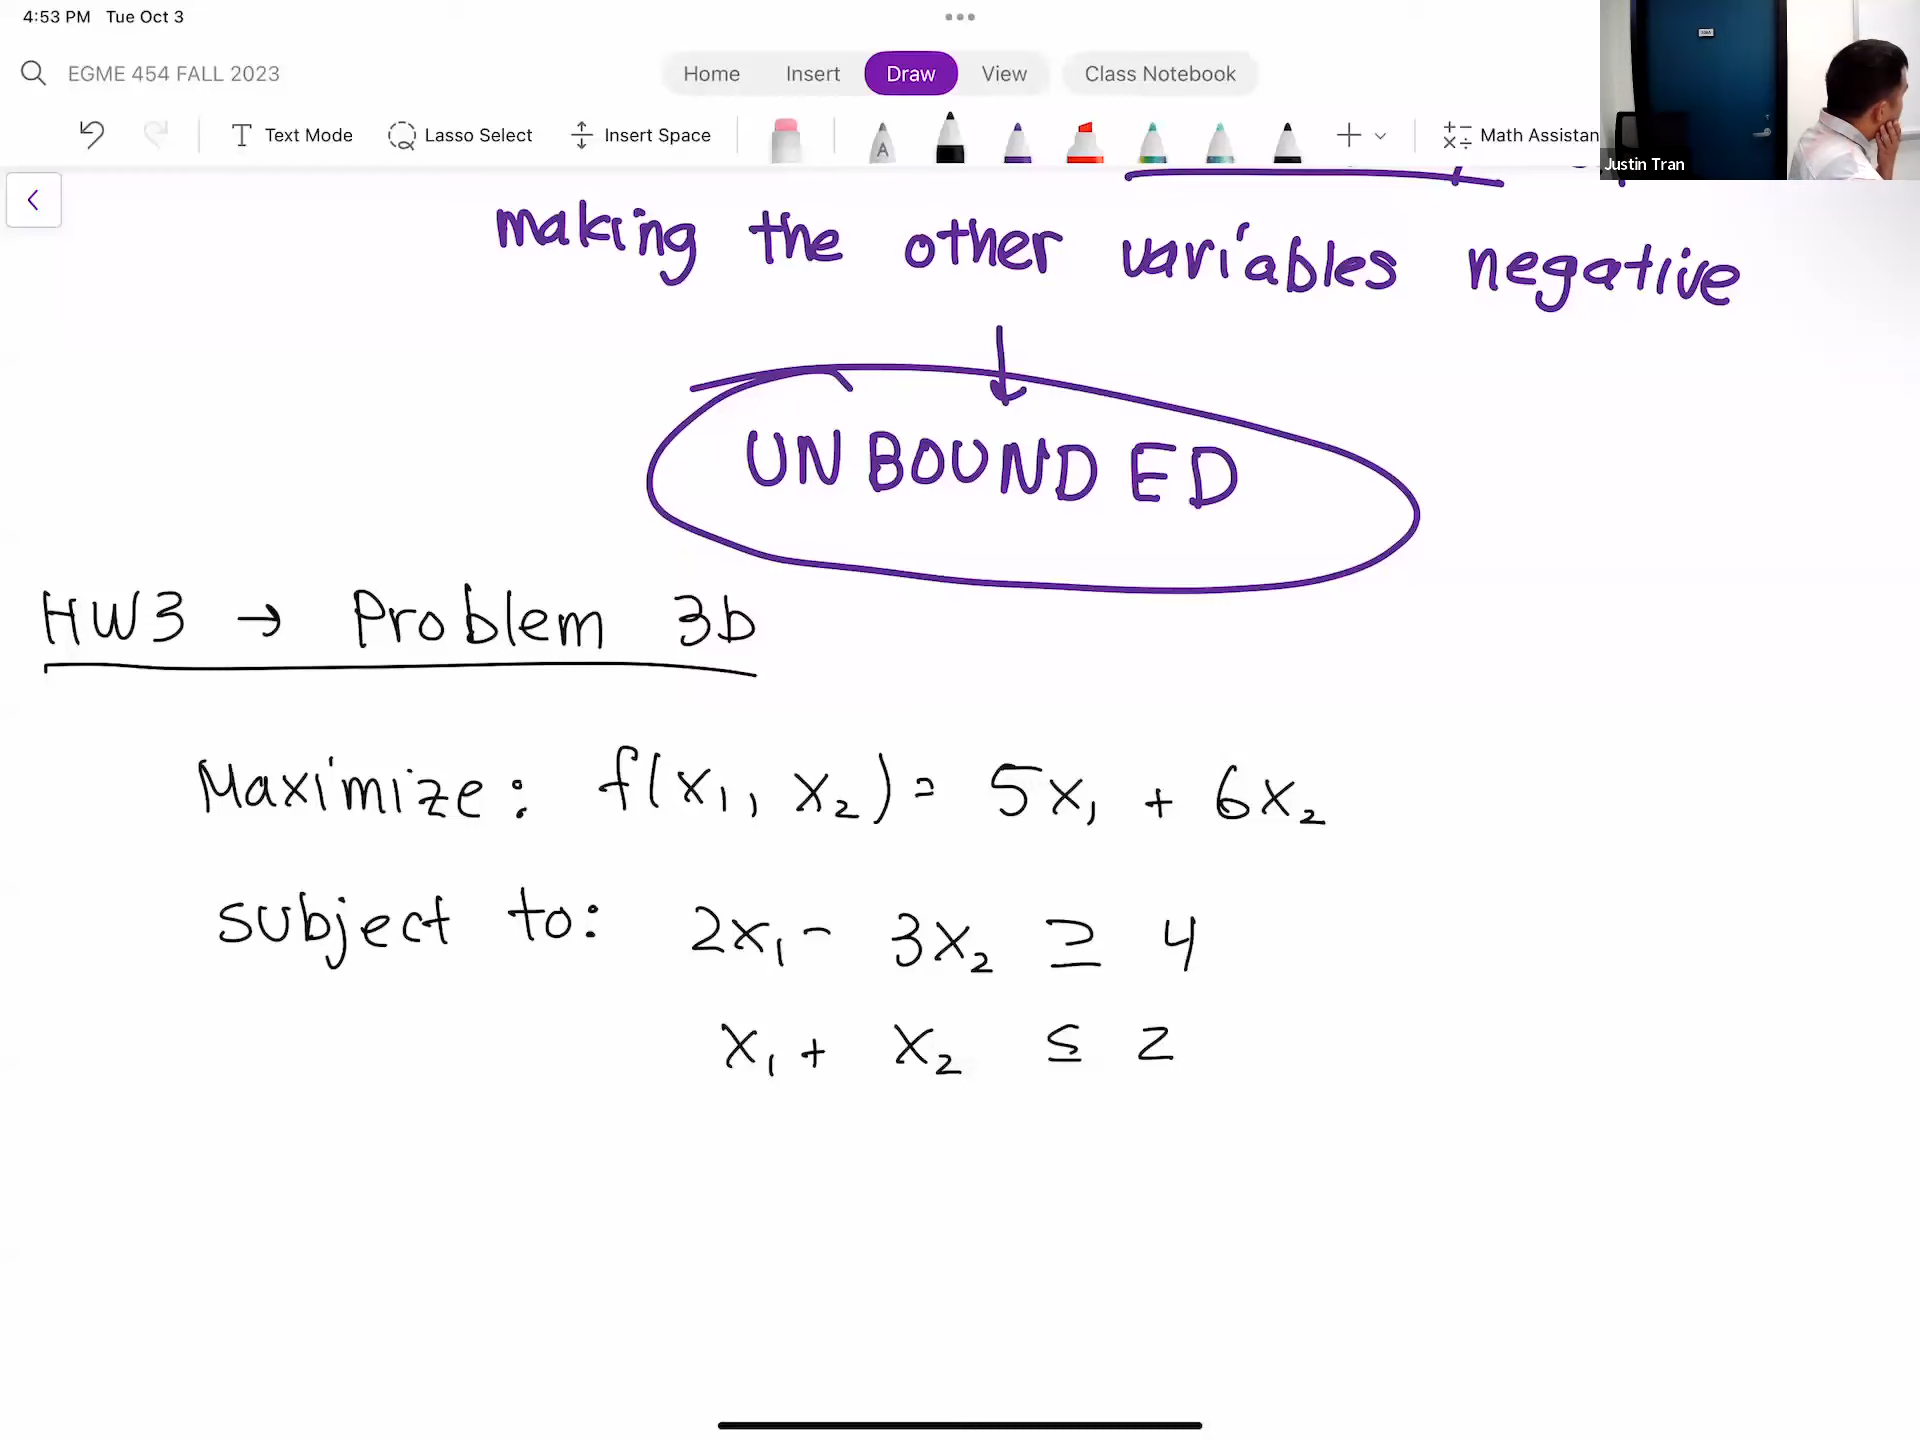 4:53 PM Tue Oct 3
EGME 454 FALL 2023
Home Insert Draw View Class Notebook
Text Mode Lasso Select Insert Space A Math Assistan
Justin Tran
making the other variables negative
UNBOUNDED
HW3 → Problem 3b
Maximize: f(x₁, x₂) = 5x₁ + 6x₂
subject to: 2x₁ - 3x₂ ≥ 4
x₁ + x₂ ≤ 2